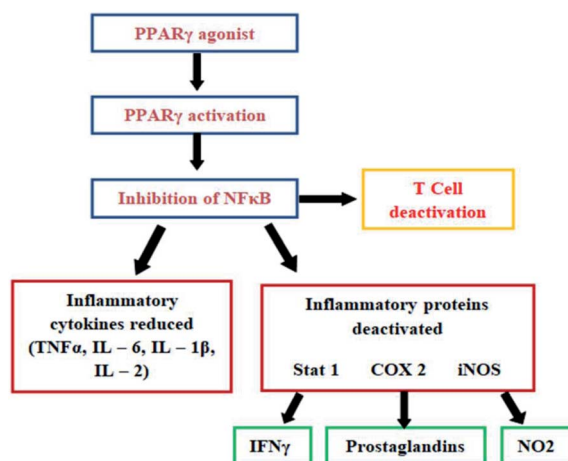 PPARγ agonist
PPARγ activation
Inhibition of NFκB
T Cell
deactivation
Inflammatory
cytokines reduced
(TNFα, IL – 6, IL – 1β,
IL – 2)
Inflammatory proteins
deactivated
Stat 1 COX 2 iNOS
IFNγ
Prostaglandins
NO2